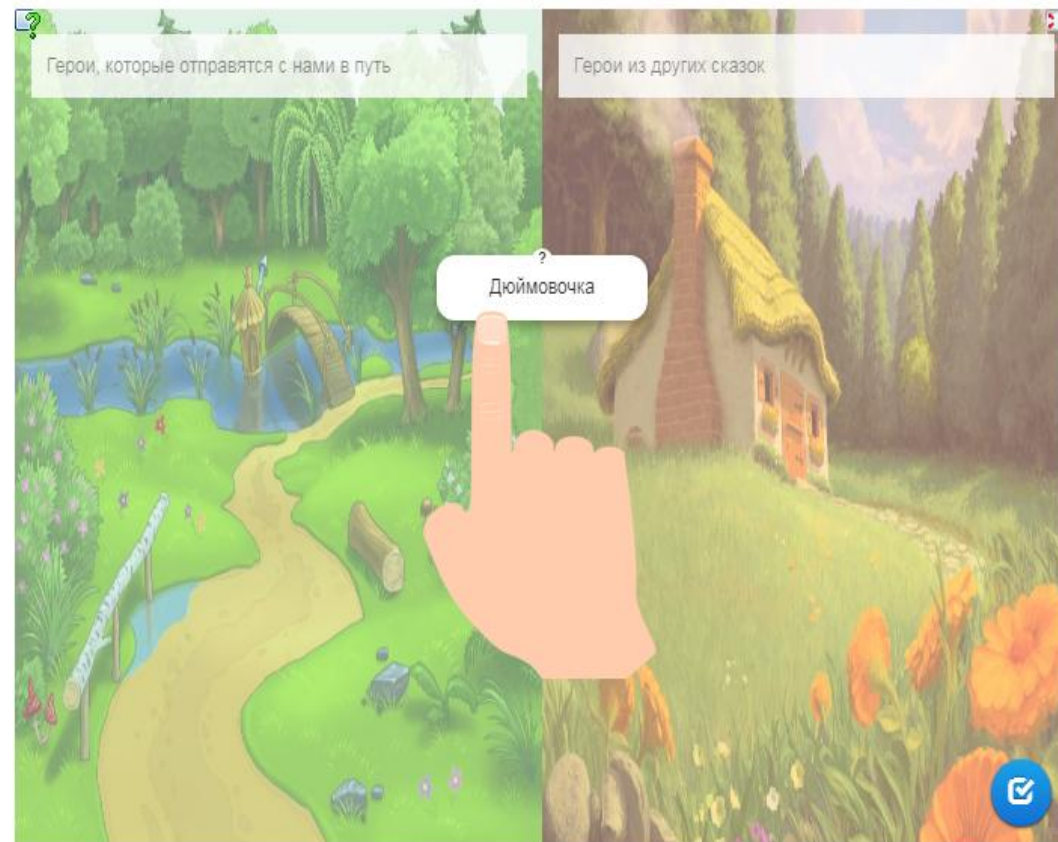 Герои, которые отправятся с нами в путь
Герои из других сказок
?
Дюймовочка